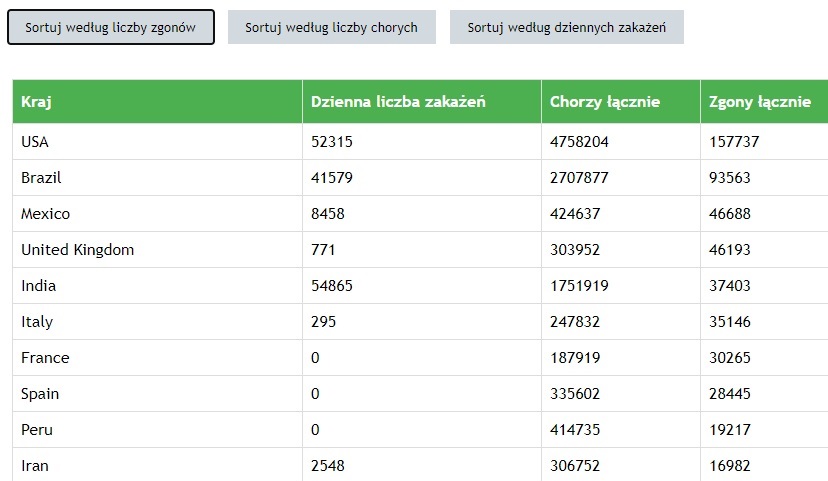 Sortuj według liczby zgonów Sortuj według liczby chorych Sortuj według dziennych zakażeń
Kraj Dzienna liczba zakażeń Chorzy łącznie Zgony łącznie
USA 52315 4758204 157737
Brazil 41579 2707877 93563
Mexico 8458 424637 46688
United Kingdom 771 303952 46193
India 54865 1751919 37403
Italy 295 247832 35146
France 0 187919 30265
Spain 0 335602 28445
Peru 0 414735 19217
Iran 2548 306752 16982